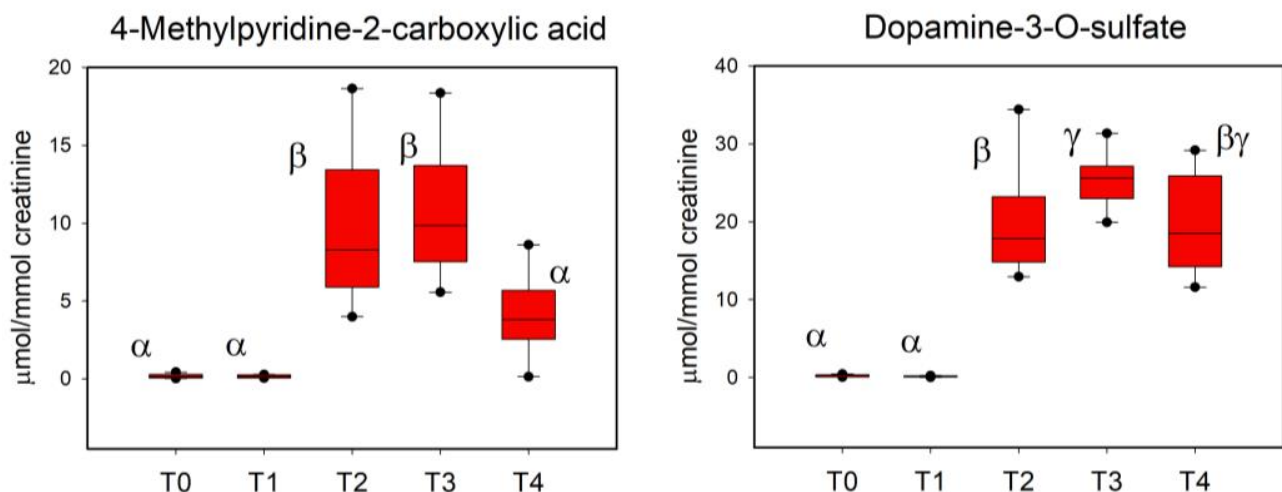 4-Methylpyridine-2-carboxylic acid
μmol/mmol creatinine
20
15
10
5
0
α
α
β
β
α
T0 T1 T2 T3 T4
Dopamine-3-O-sulfate
μmol/mmol creatinine
40
30
20
10
0
α
α
β
γ
βγ
T0 T1 T2 T3 T4